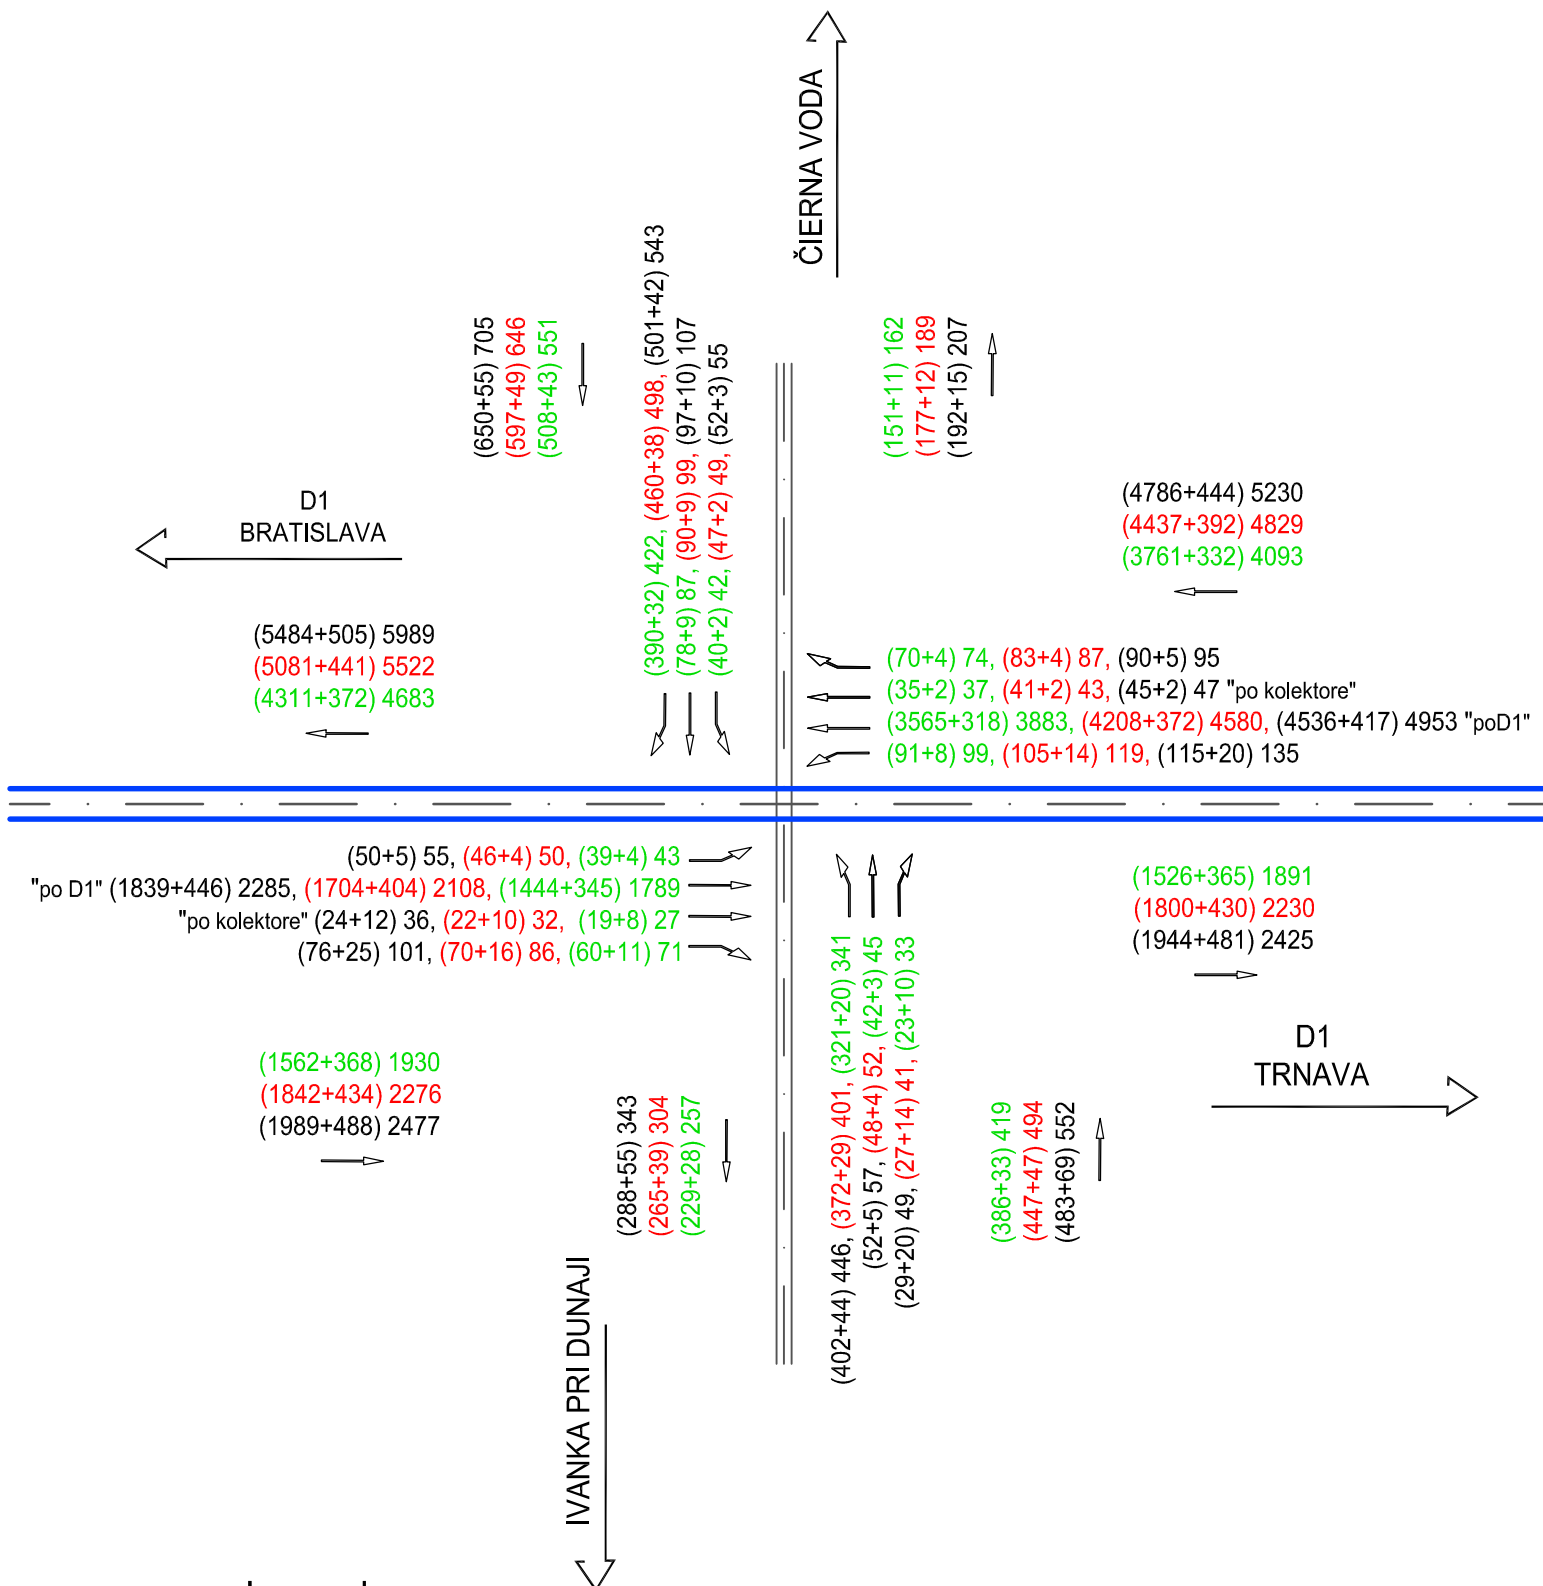 ČIERNA VODA
(650+55) 705
(597+49) 646
(508+43) 551
(390+32) 422, (460+38) 498, (501+42) 543
(78+9) 87, (90+9) 99, (97+10) 107
(40+2) 42, (47+2) 49, (52+3) 55
(151+11) 162
(177+12) 189
(192+15) 207
D1
BRATISLAVA
(4786+444) 5230
(4437+392) 4829
(3761+332) 4093
(5484+505) 5989
(5081+441) 5522
(4311+372) 4683
(70+4) 74, (83+4) 87, (90+5) 95
(35+2) 37, (41+2) 43, (45+2) 47 "po kolektore"
(3565+318) 3883, (4208+372) 4580, (4536+417) 4953 "poD1"
(91+8) 99, (105+14) 119, (115+20) 135
(50+5) 55, (46+4) 50, (39+4) 43
"po D1" (1839+446) 2285, (1704+404) 2108, (1444+345) 1789
"po kolektore" (24+12) 36, (22+10) 32, (19+8) 27
(76+25) 101, (70+16) 86, (60+11) 71
(1526+365) 1891
(1800+430) 2230
(1944+481) 2425
(1562+368) 1930
(1842+434) 2276
(1989+488) 2477
(288+55) 343
(265+39) 304
(229+28) 257
(402+44) 446, (372+29) 401, (321+20) 341
(52+5) 57, (48+4) 52, (42+3) 45
(29+20) 49, (27+14) 41, (23+10) 33
(386+33) 419
(447+47) 494
(483+69) 552
D1
TRNAVA
IVANKA PRI DUNAJI